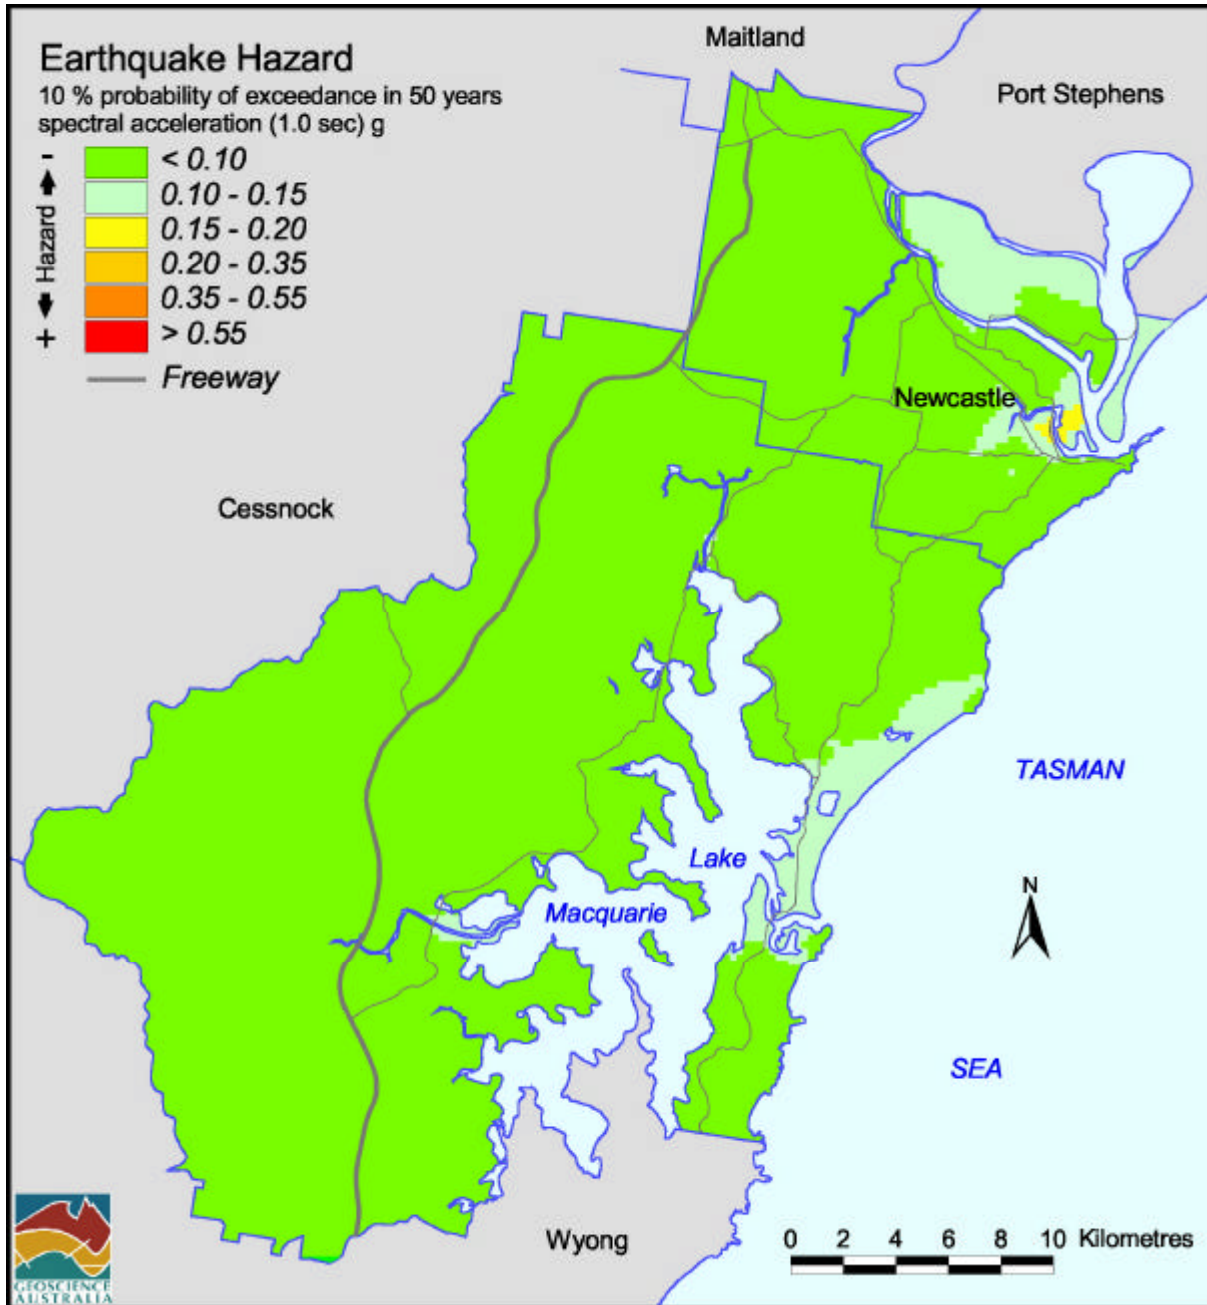 Earthquake Hazard
10 % probability of exceedance in 50 years
spectral acceleration (1.0 sec) g
- 
< 0.10
0.10 - 0.15
0.15 - 0.20
0.20 - 0.35
0.35 - 0.55
> 0.55
Hazard
+
Freeway
Maitland
Port Stephens
Newcastle
Cessnock
TASMAN
Lake
Macquarie
N
SEA
Wyong
0 2 4 6 8 10 Kilometres
GEOSCIENCE
AUSTRALIA